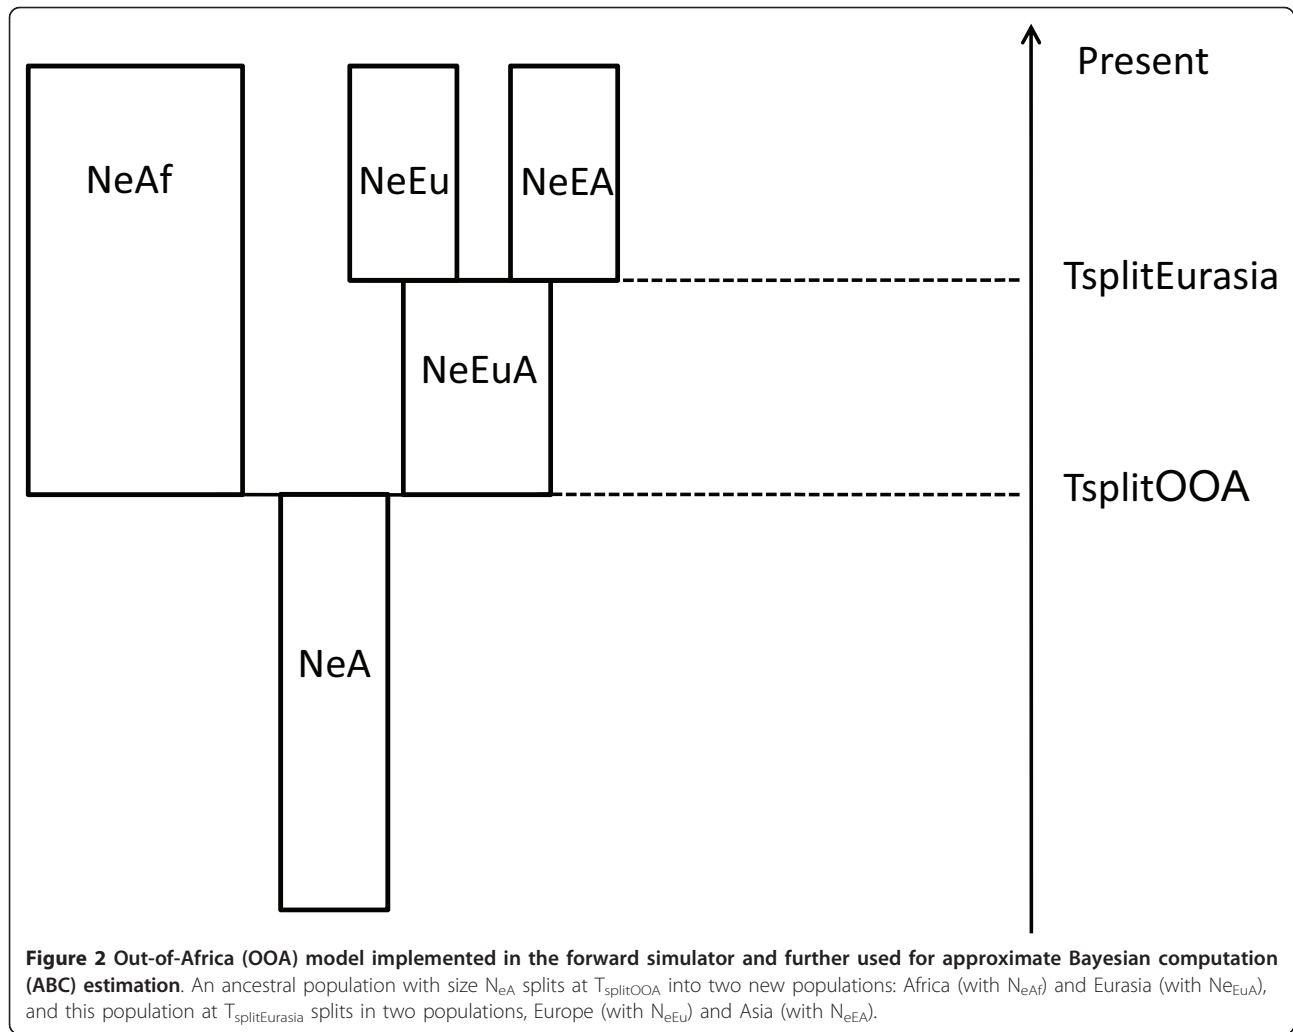 Present
NeAf
NeEu
NeEA
TsplitEurasia
NeEuA
TsplitOOA
NeA
Figure 2 Out-of-Africa (OOA) model implemented in the forward simulator and further used for approximate Bayesian computation
(ABC) estimation. An ancestral population with size NeA splits at TsplitOOA into two new populations: Africa (with NeAf) and Eurasia (with NeEuA),
and this population at TsplitEurasia splits in two populations, Europe (with NeEu) and Asia (with NeEA).